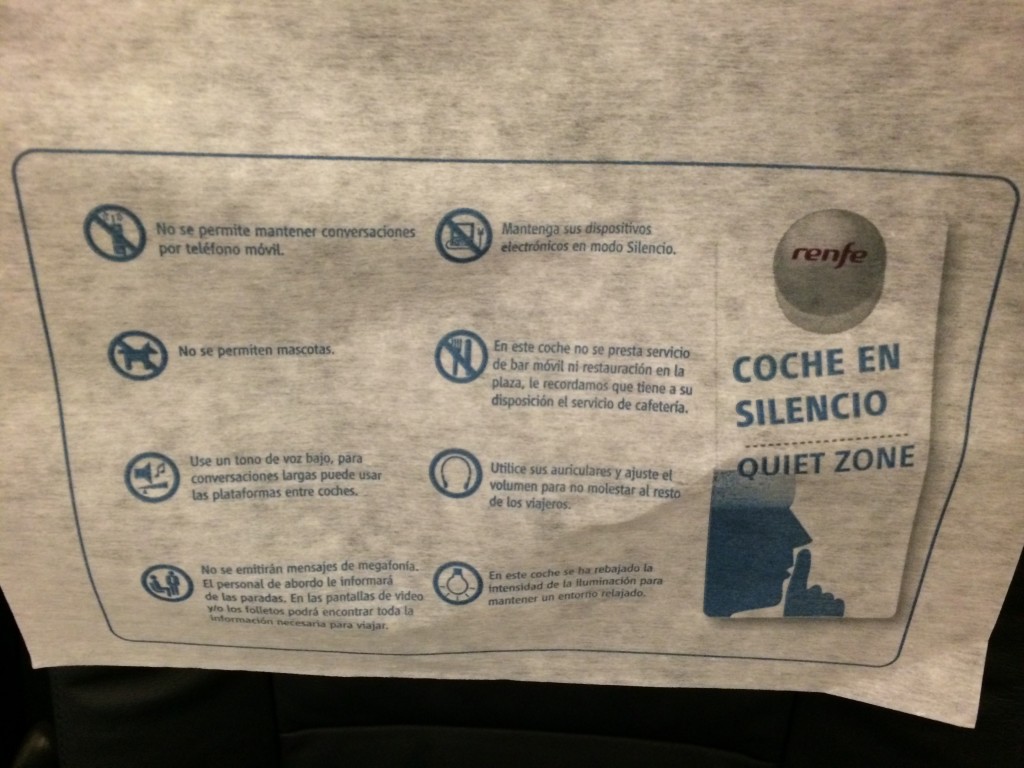 No se permite mantener conversaciones
por teléfono móvil.
No se permiten mascotas.
Use un tono de voz bajo, para
conversaciones largas puede usar
las plataformas entre coches.
No se emitirán mensajes de megafonía.
El personal de abordo le informará
de las paradas. En las pantallas de video
y/o los folletos podrá encontrar toda la
información necesaria para viajar.
Mantenga sus dispositivos
electrónicos en modo Silencio.
En este coche no se presta servicio
de bar móvil ni restauración en la
plaza, le recordamos que tiene a su
disposición el servicio de cafetería.
Utilice sus auriculares y ajuste el
volumen para no molestar al resto
de los viajeros.
En este coche se ha rebajado la
intensidad de la iluminación para
mantener un entorno relajado.
renfe
COCHE EN
SILENCIO
QUIET ZONE